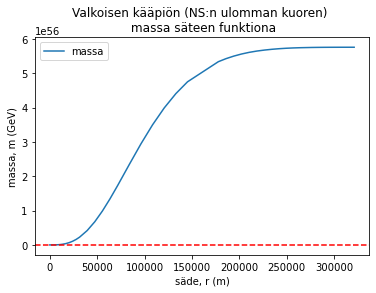 Valkoisen kääpiön (NS:n ulomman kuoren)
massa säteen funktiona
1e56
massa
6
5
4
3
2
1
0
massa, m (GeV)
0
50000
100000
150000
200000
250000
300000
säde, r (m)